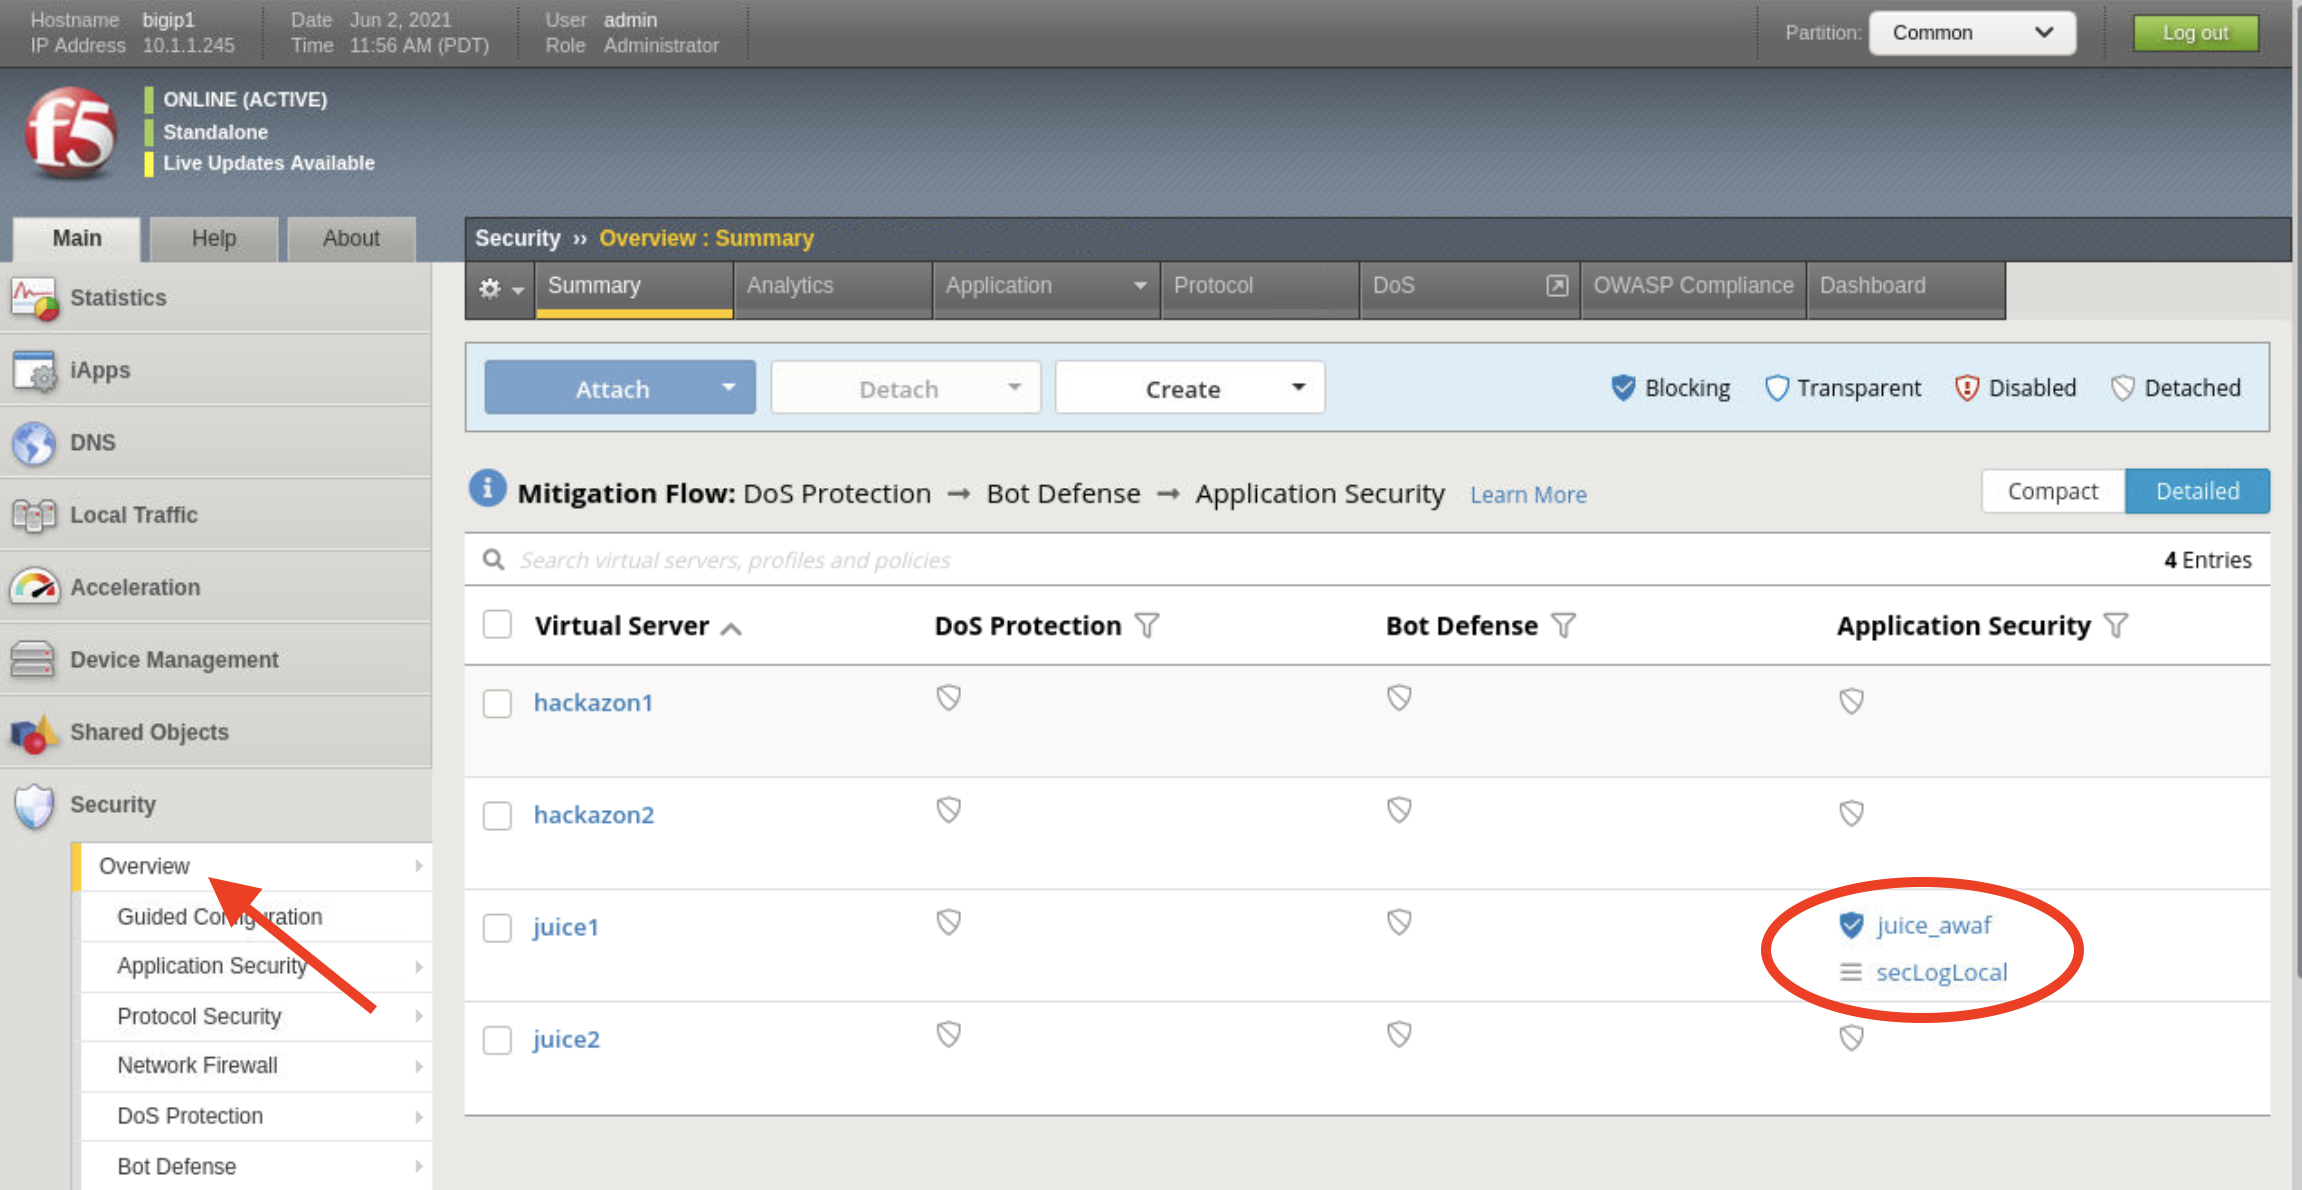 Hostname bigip1 Date Jun 2, 2021 User admin Partition: Common Log out
IP Address 10.1.1.245 Time 11:56 AM (PDT) Role Administrator
f5
ONLINE (ACTIVE)
Standalone
Live Updates Available
Main Help About
Security ›› Overview : Summary
Summary Analytics Application Protocol DoS OWASP Compliance Dashboard
Statistics
iApps
DNS
Local Traffic
Acceleration
Device Management
Shared Objects
Security
Overview
Guided Configuration
Application Security
Protocol Security
Network Firewall
DoS Protection
Bot Defense
Attach Detach Create Blocking Transparent Disabled Detached
Mitigation Flow: DoS Protection → Bot Defense → Application Security Learn More Compact Detailed
Search virtual servers, profiles and policies 4 Entries
Virtual Server DoS Protection Bot Defense Application Security
hackazon1
hackazon2
juice1 juice_awaf
secLogLocal
juice2